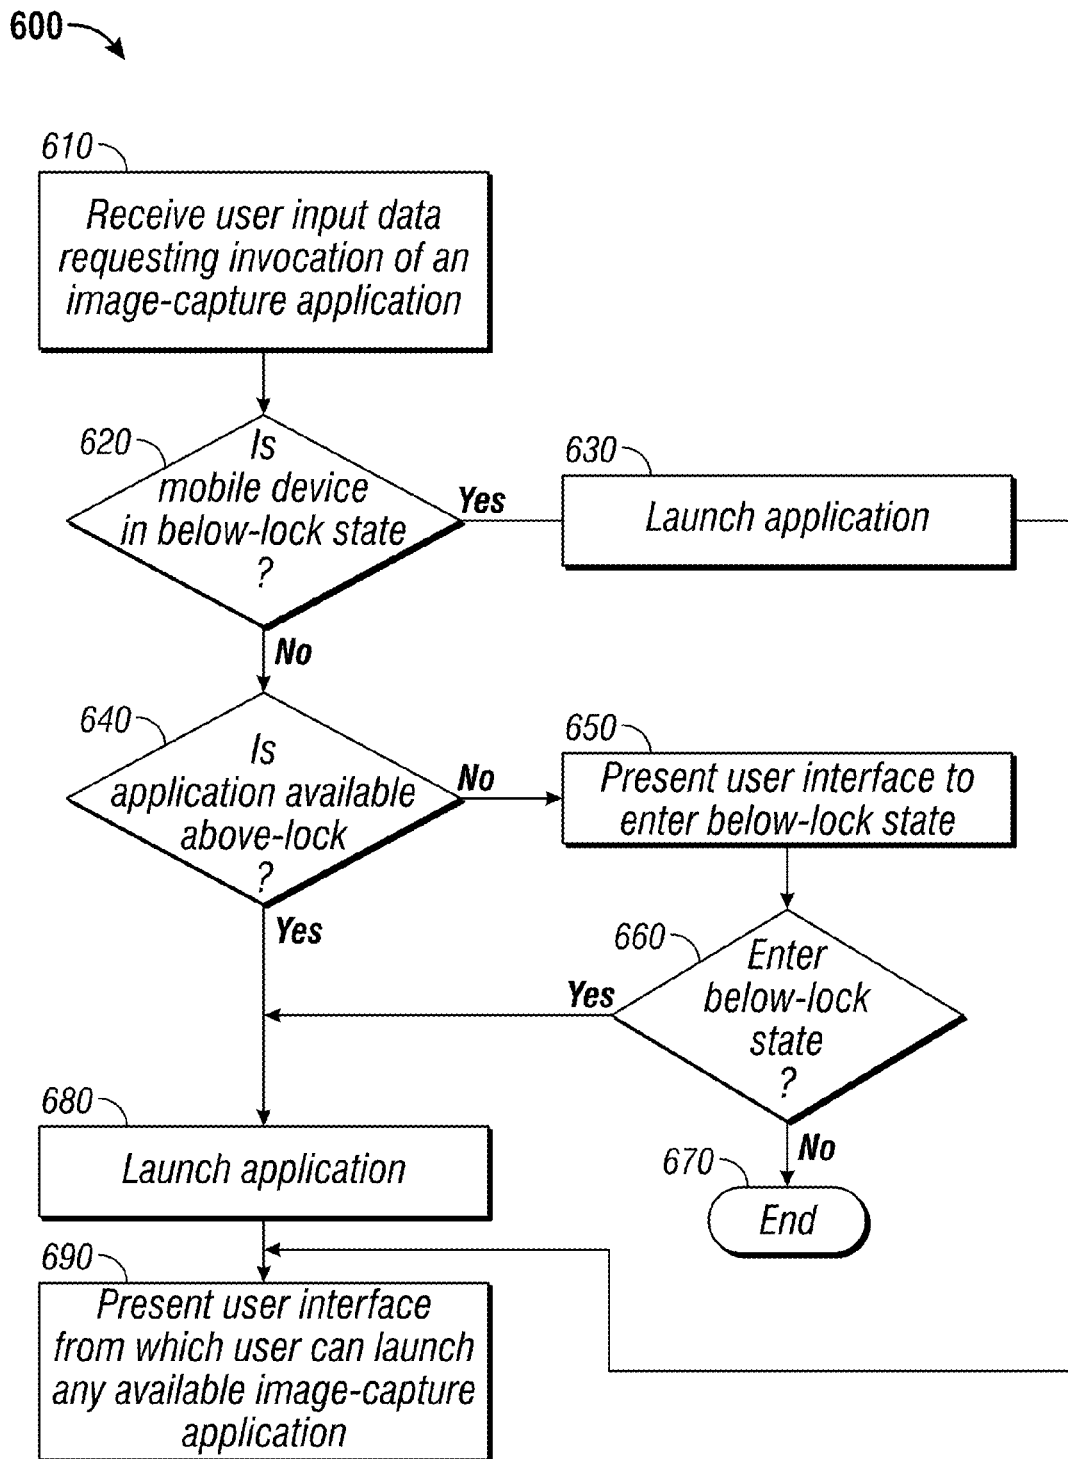 600
610
Receive user input data
requesting invocation of an
image-capture application
620
Is
mobile device
in below-lock state
?
Yes
630
Launch application
No
640
Is
application available
above-lock
?
No
650
Present user interface to
enter below-lock state
Yes
660
Enter
below-lock
state
?
Yes
No
670
End
680
Launch application
690
Present user interface
from which user can launch
any available image-capture
application